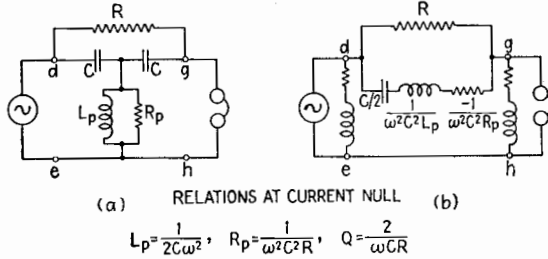 R
R
d
C
C
g
d
g
C/2
1
ω²C²Lp
-1
ω²C²Rp
Lp
Rp
e
h
e
h
(a)
RELATIONS AT CURRENT NULL
(b)
Lp=1/2Cω², Rp=1/ω²C²R, Q=2/ωCR